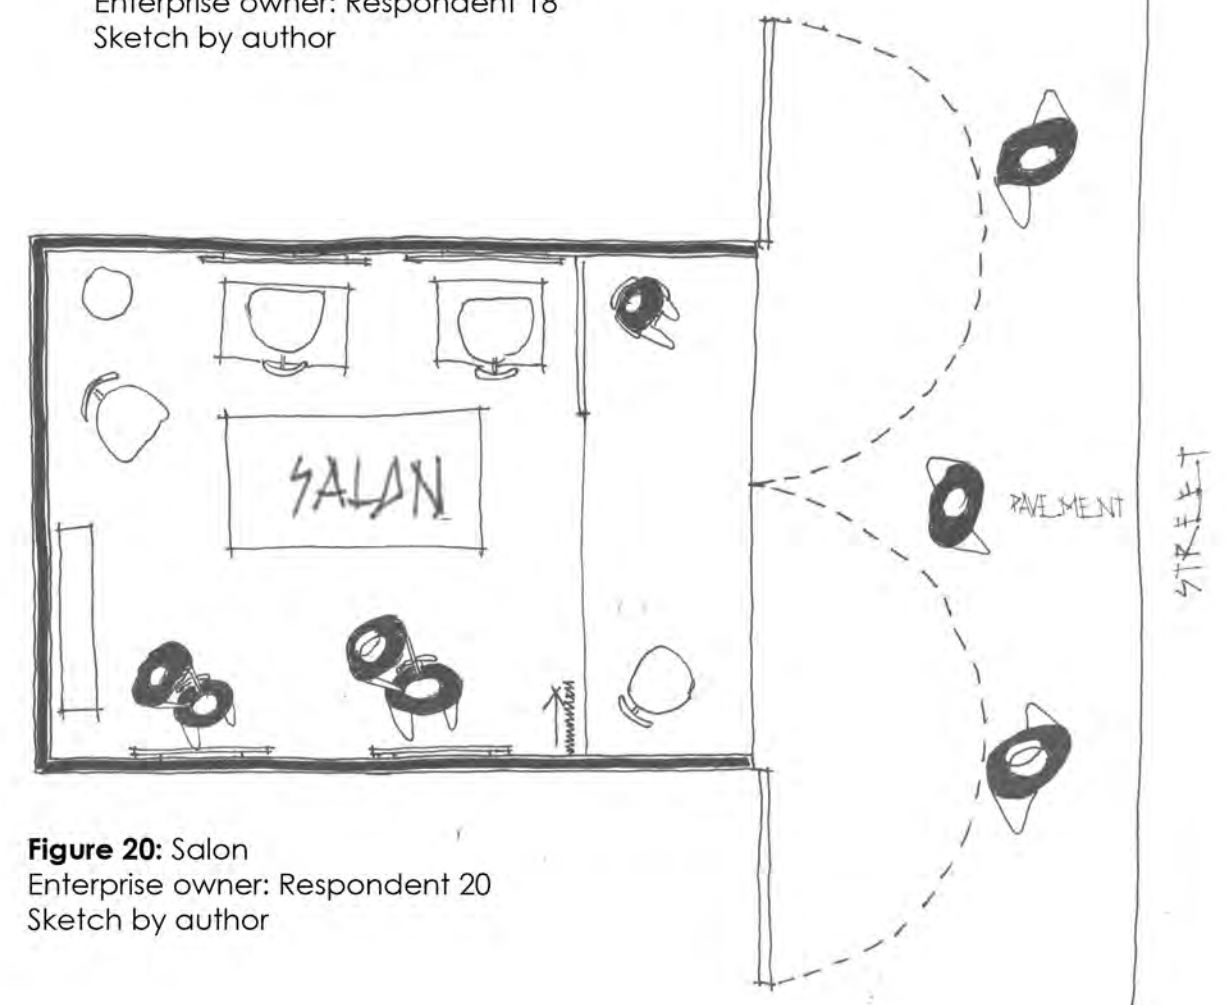 Enterprise owner: Respondent 18
Sketch by author
SALON
PAVEMENT
STREET
Figure 20: Salon
Enterprise owner: Respondent 20
Sketch by author